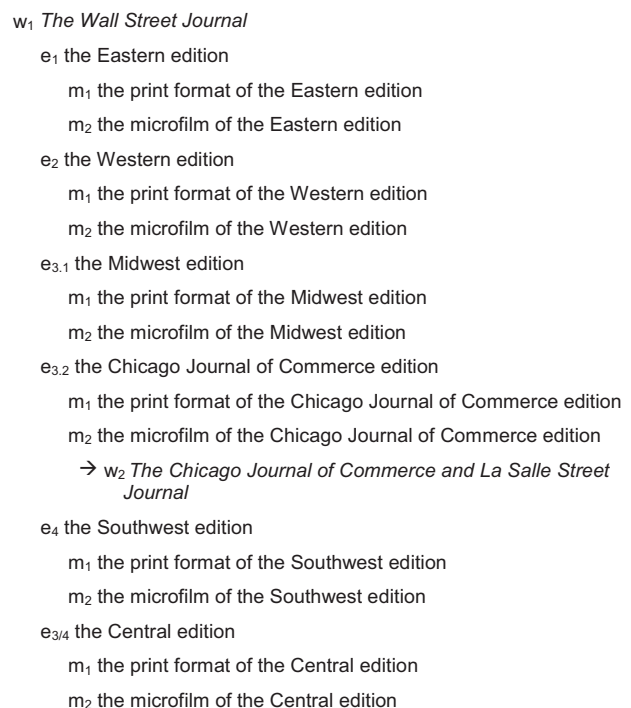 w₁ The Wall Street Journal
e₁ the Eastern edition
m₁ the print format of the Eastern edition
m₂ the microfilm of the Eastern edition
e₂ the Western edition
m₁ the print format of the Western edition
m₂ the microfilm of the Western edition
e₃.₁ the Midwest edition
m₁ the print format of the Midwest edition
m₂ the microfilm of the Midwest edition
e₃.₂ the Chicago Journal of Commerce edition
m₁ the print format of the Chicago Journal of Commerce edition
m₂ the microfilm of the Chicago Journal of Commerce edition
→ w₂ The Chicago Journal of Commerce and La Salle Street
Journal
e₄ the Southwest edition
m₁ the print format of the Southwest edition
m₂ the microfilm of the Southwest edition
e₃/₄ the Central edition
m₁ the print format of the Central edition
m₂ the microfilm of the Central edition